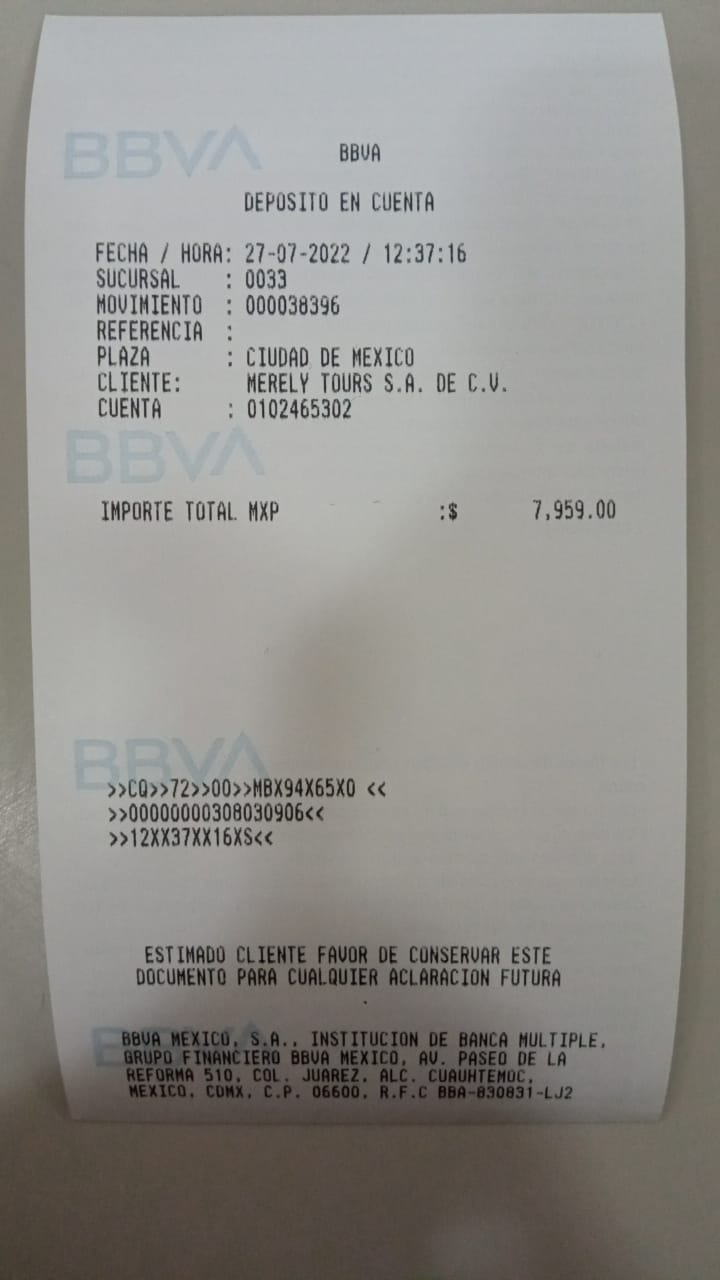 BBVA
BBVA
DEPOSITO EN CUENTA
FECHA / HORA: 27-07-2022 / 12:37:16
SUCURSAL : 0033
MOVIMIENTO : 000038396
REFERENCIA :
PLAZA : CIUDAD DE MEXICO
CLIENTE: MERELY TOURS S.A. DE C.V.
CUENTA : 0102465302
BBVA
IMPORTE TOTAL MXP :$ 7,959.00
BBVA
>>CQ>>72>>00>>MBX94X65X0 <<
>>00000000308030906<<
>>12XX37XX16XS<<
ESTIMADO CLIENTE FAVOR DE CONSERVAR ESTE
DOCUMENTO PARA CUALQUIER ACLARACION FUTURA
.
BBVA
BBVA MEXICO, S.A., INSTITUCION DE BANCA MULTIPLE,
GRUPO FINANCIERO BBVA MEXICO, AV. PASEO DE LA
REFORMA 510, COL. JUAREZ, ALC. CUAUHTEMOC,
MEXICO, CDMX, C.P. 06600, R.F.C BBA-830831-LJ2